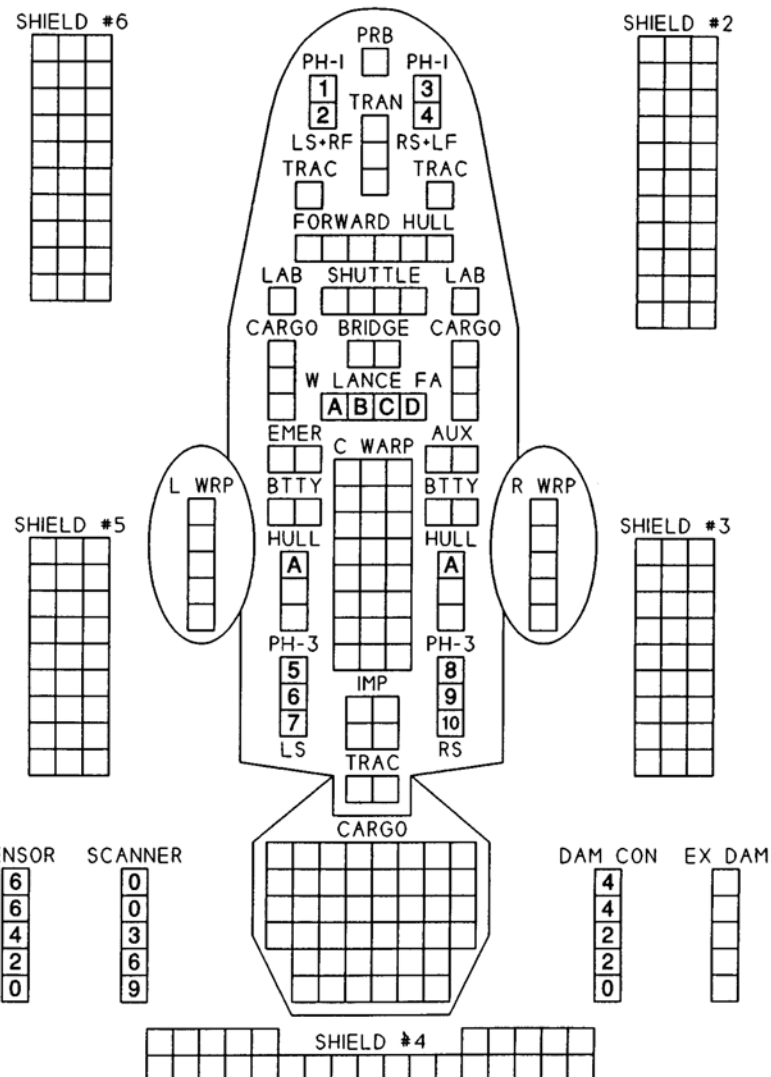 SHIELD #6
SHIELD #2
PRB
PH-1 PH-1
1 3
2 4
TRAN
LS+RF RS+LF
TRAC TRAC
FORWARD HULL
LAB SHUTTLE LAB
CARGO BRIDGE CARGO
W LANCE FA
A B C D
EMER C WARP AUX
L WRP BTTY BTTY R WRP
SHIELD #5 SHIELD #3
HULL HULL
A A
PH-3 PH-3
5 8
6 9
7 10
IMP
LS RS
TRAC
CARGO
SCANNER DAM CON EX DAM
6 0 4
6 0 4
4 3 2
2 6 2
0 9 0
SHIELD #4